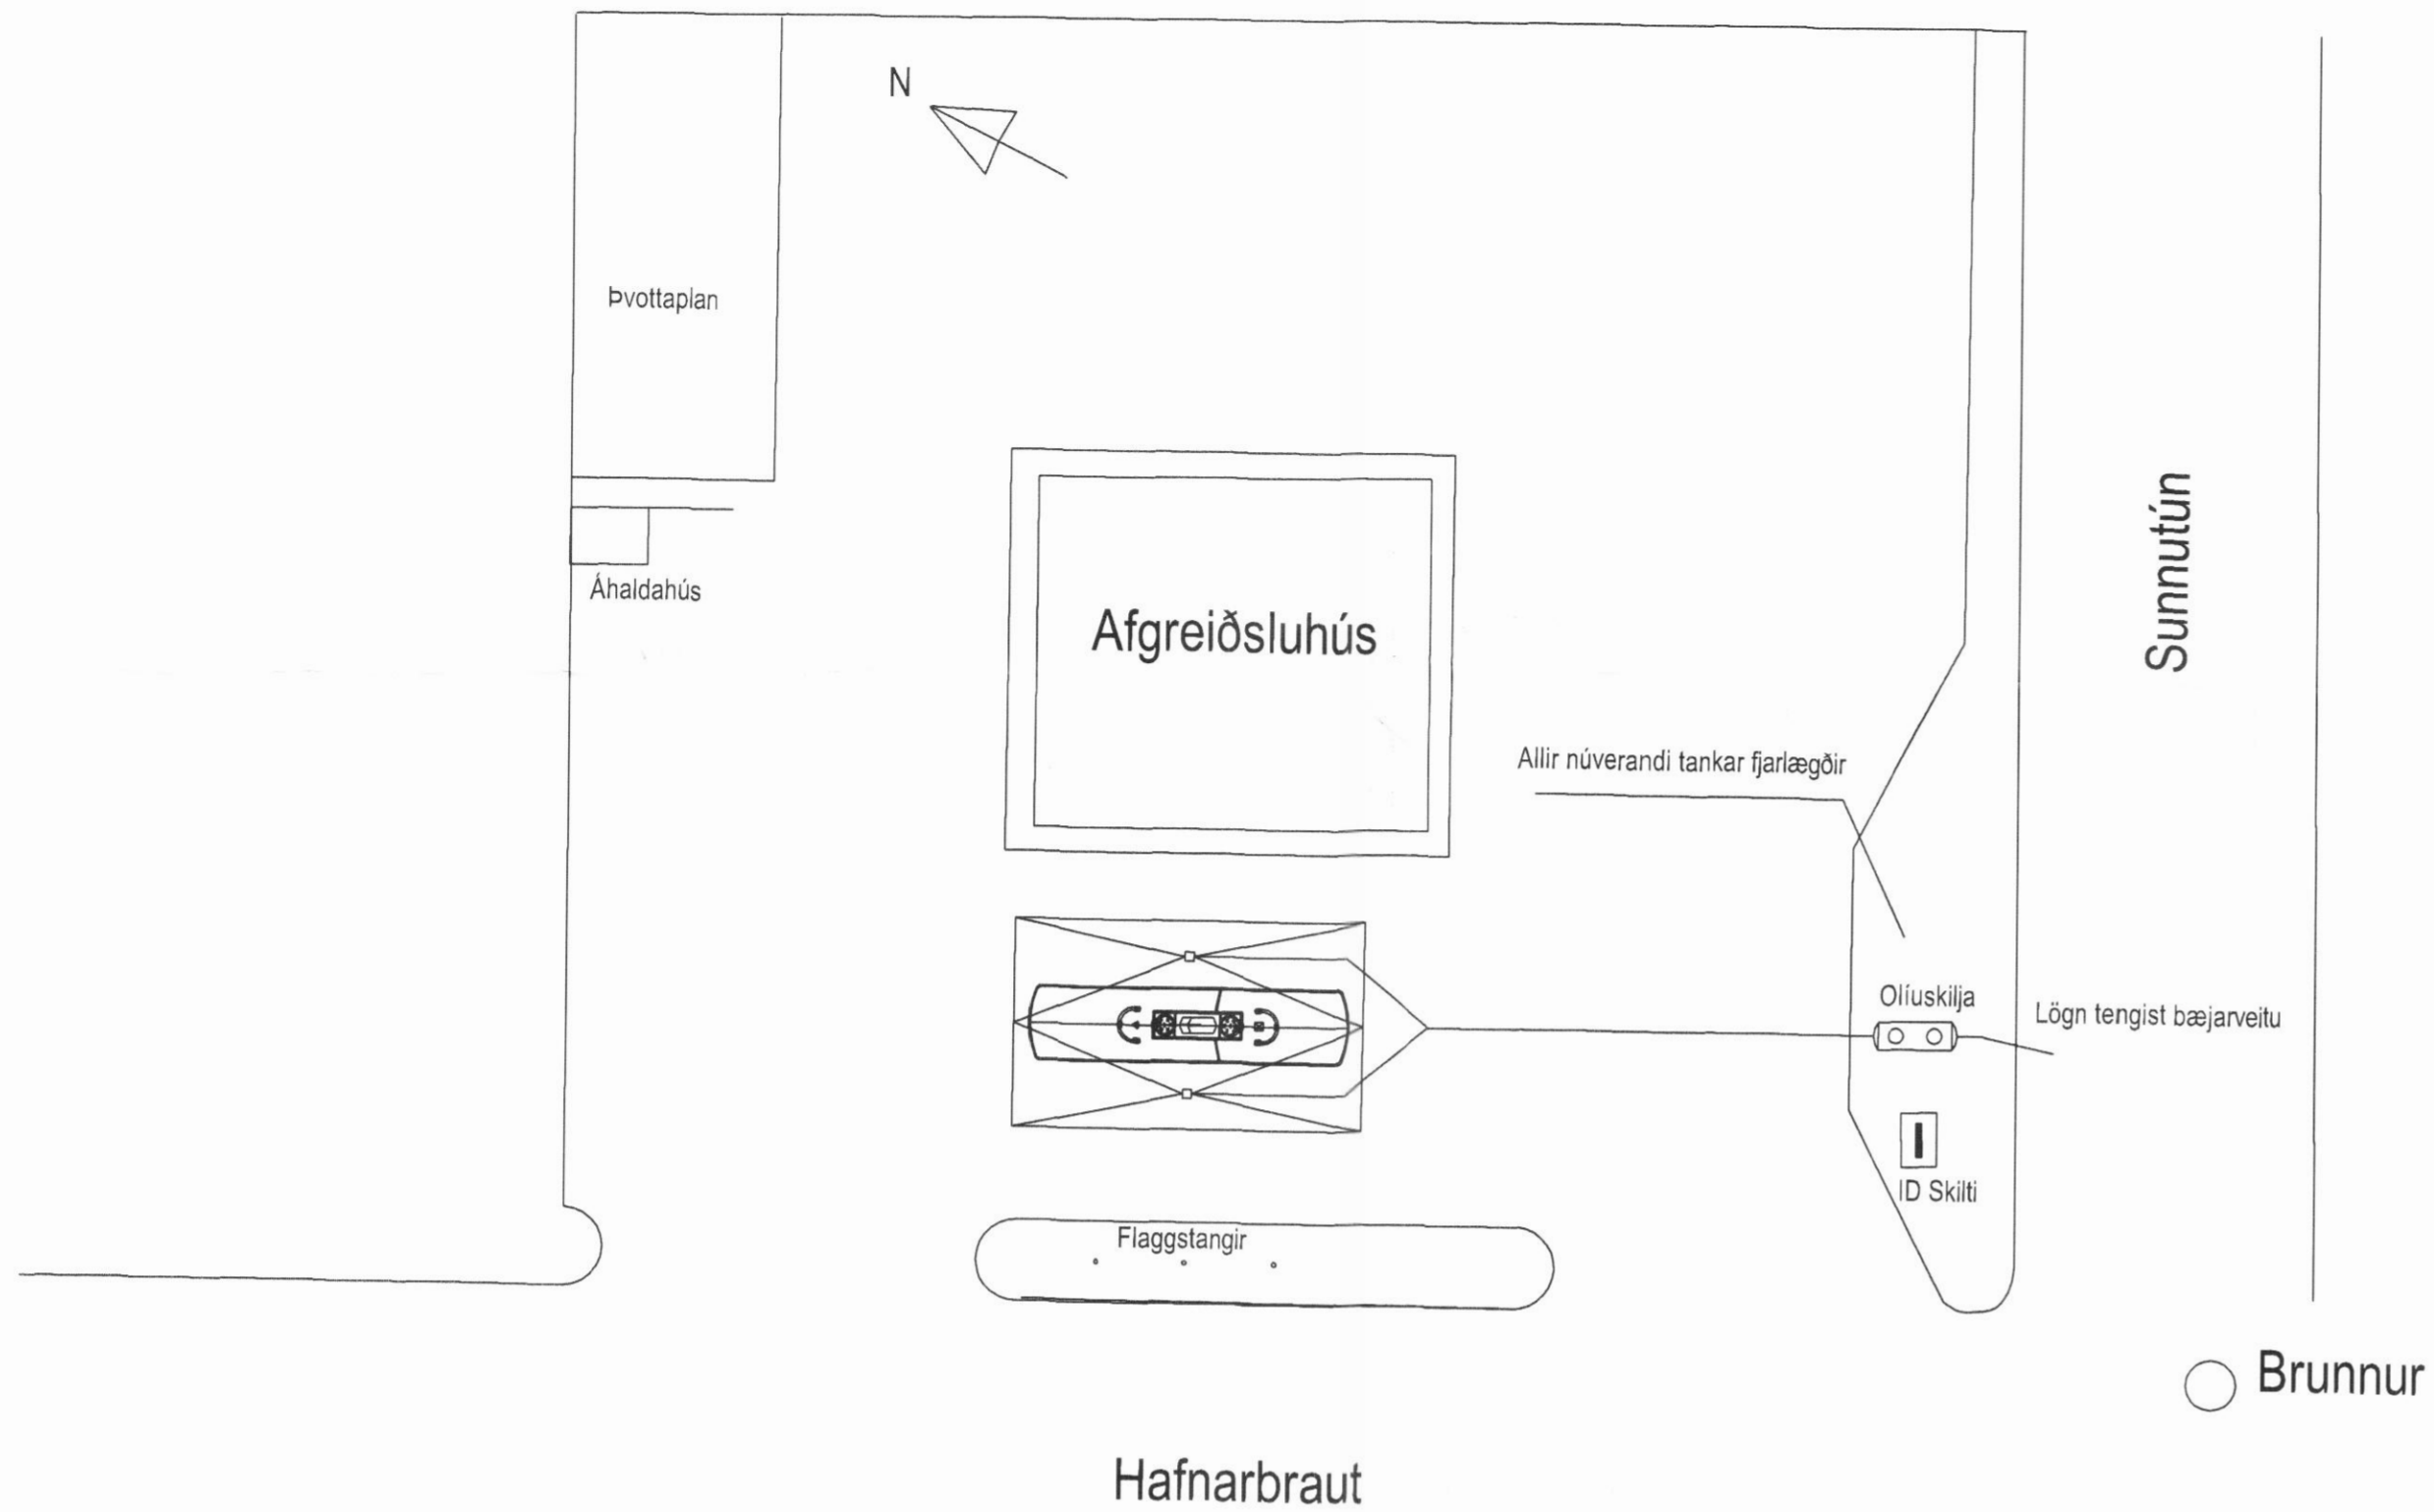 N
Þvottaplan
Áhaldahús
Afgreiðsluhús
Sunnutún
Allir núverandi tankar fjarlægðir
Olíuskilja
Lögn tengist bæjarveitu
ID Skilti
Flaggstangir
Brunnur
Hafnarbraut